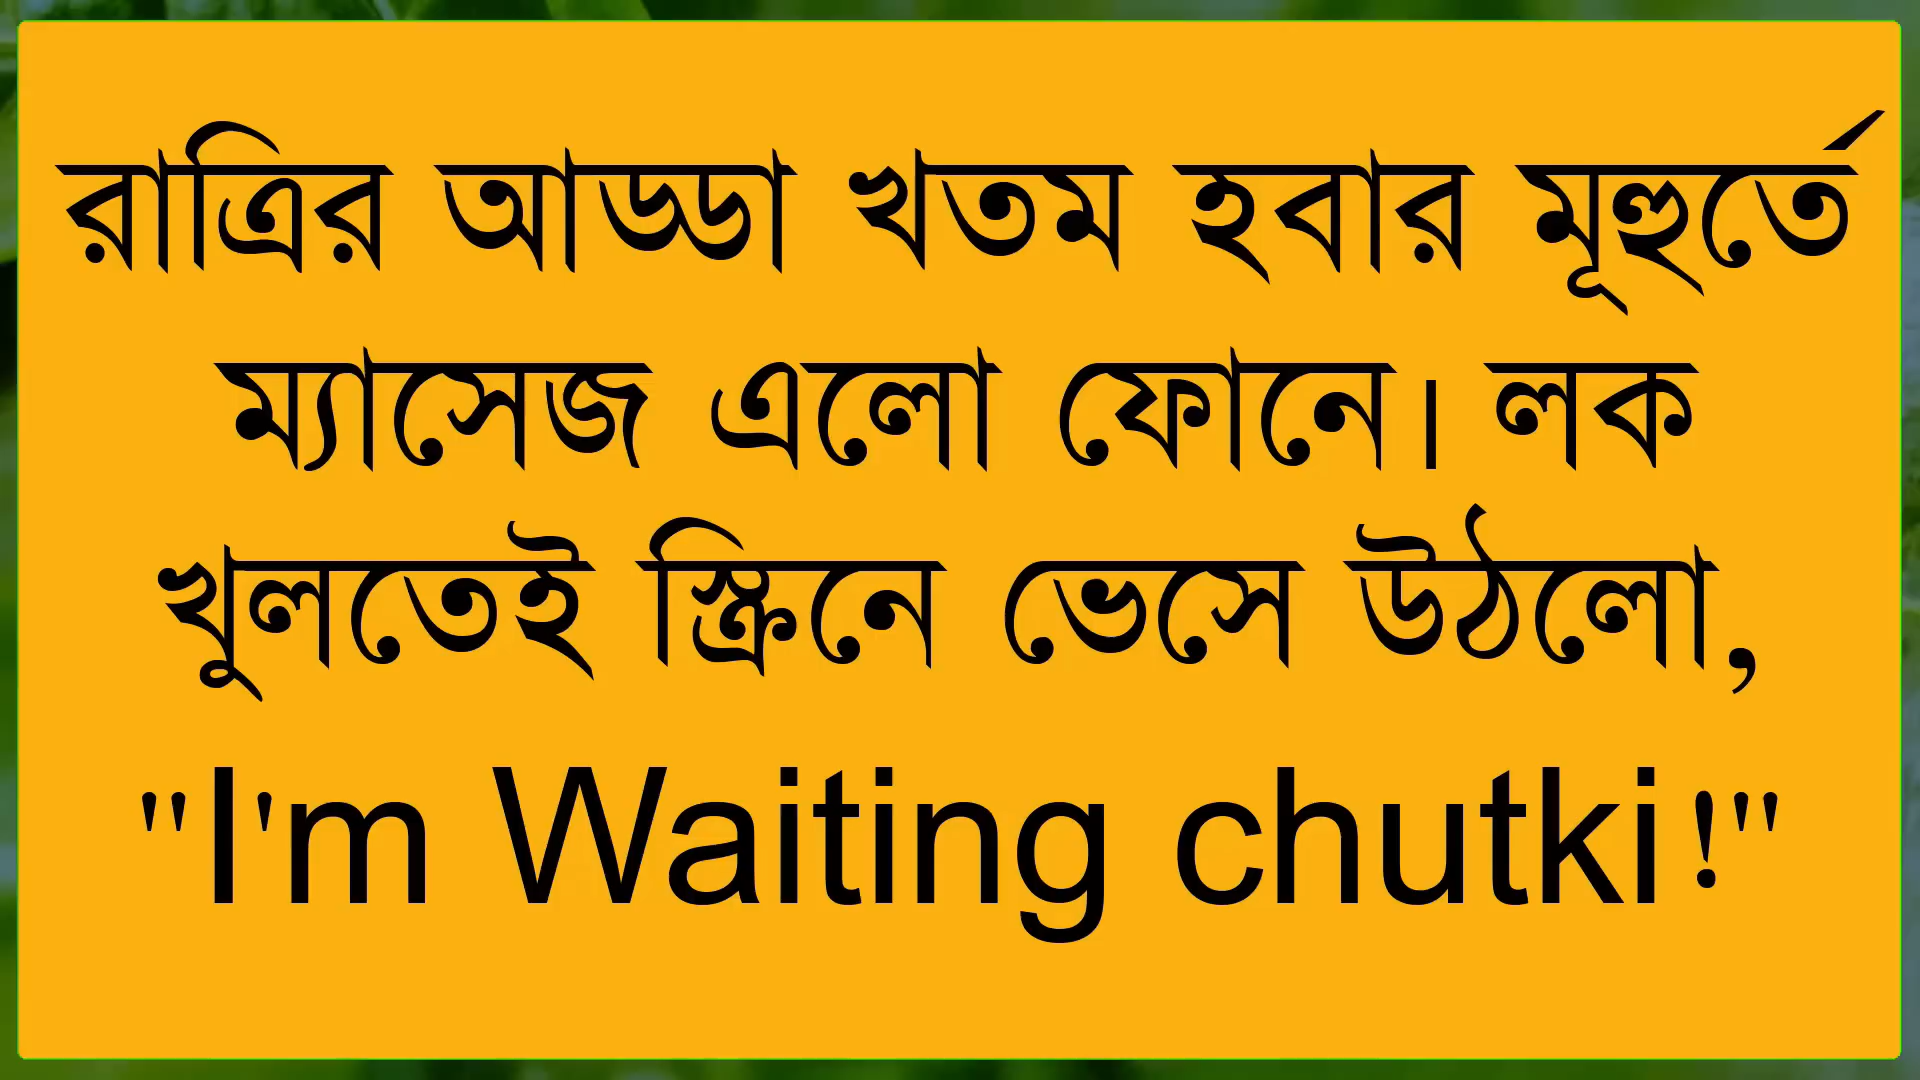 রাত্রির আড্ডা খতম হবার মূহুর্তে
ম্যাসেজ এলো ফোনে। লক
খুলতেই স্ক্রিনে ভেসে উঠলো,
"I'm Waiting chutki!"